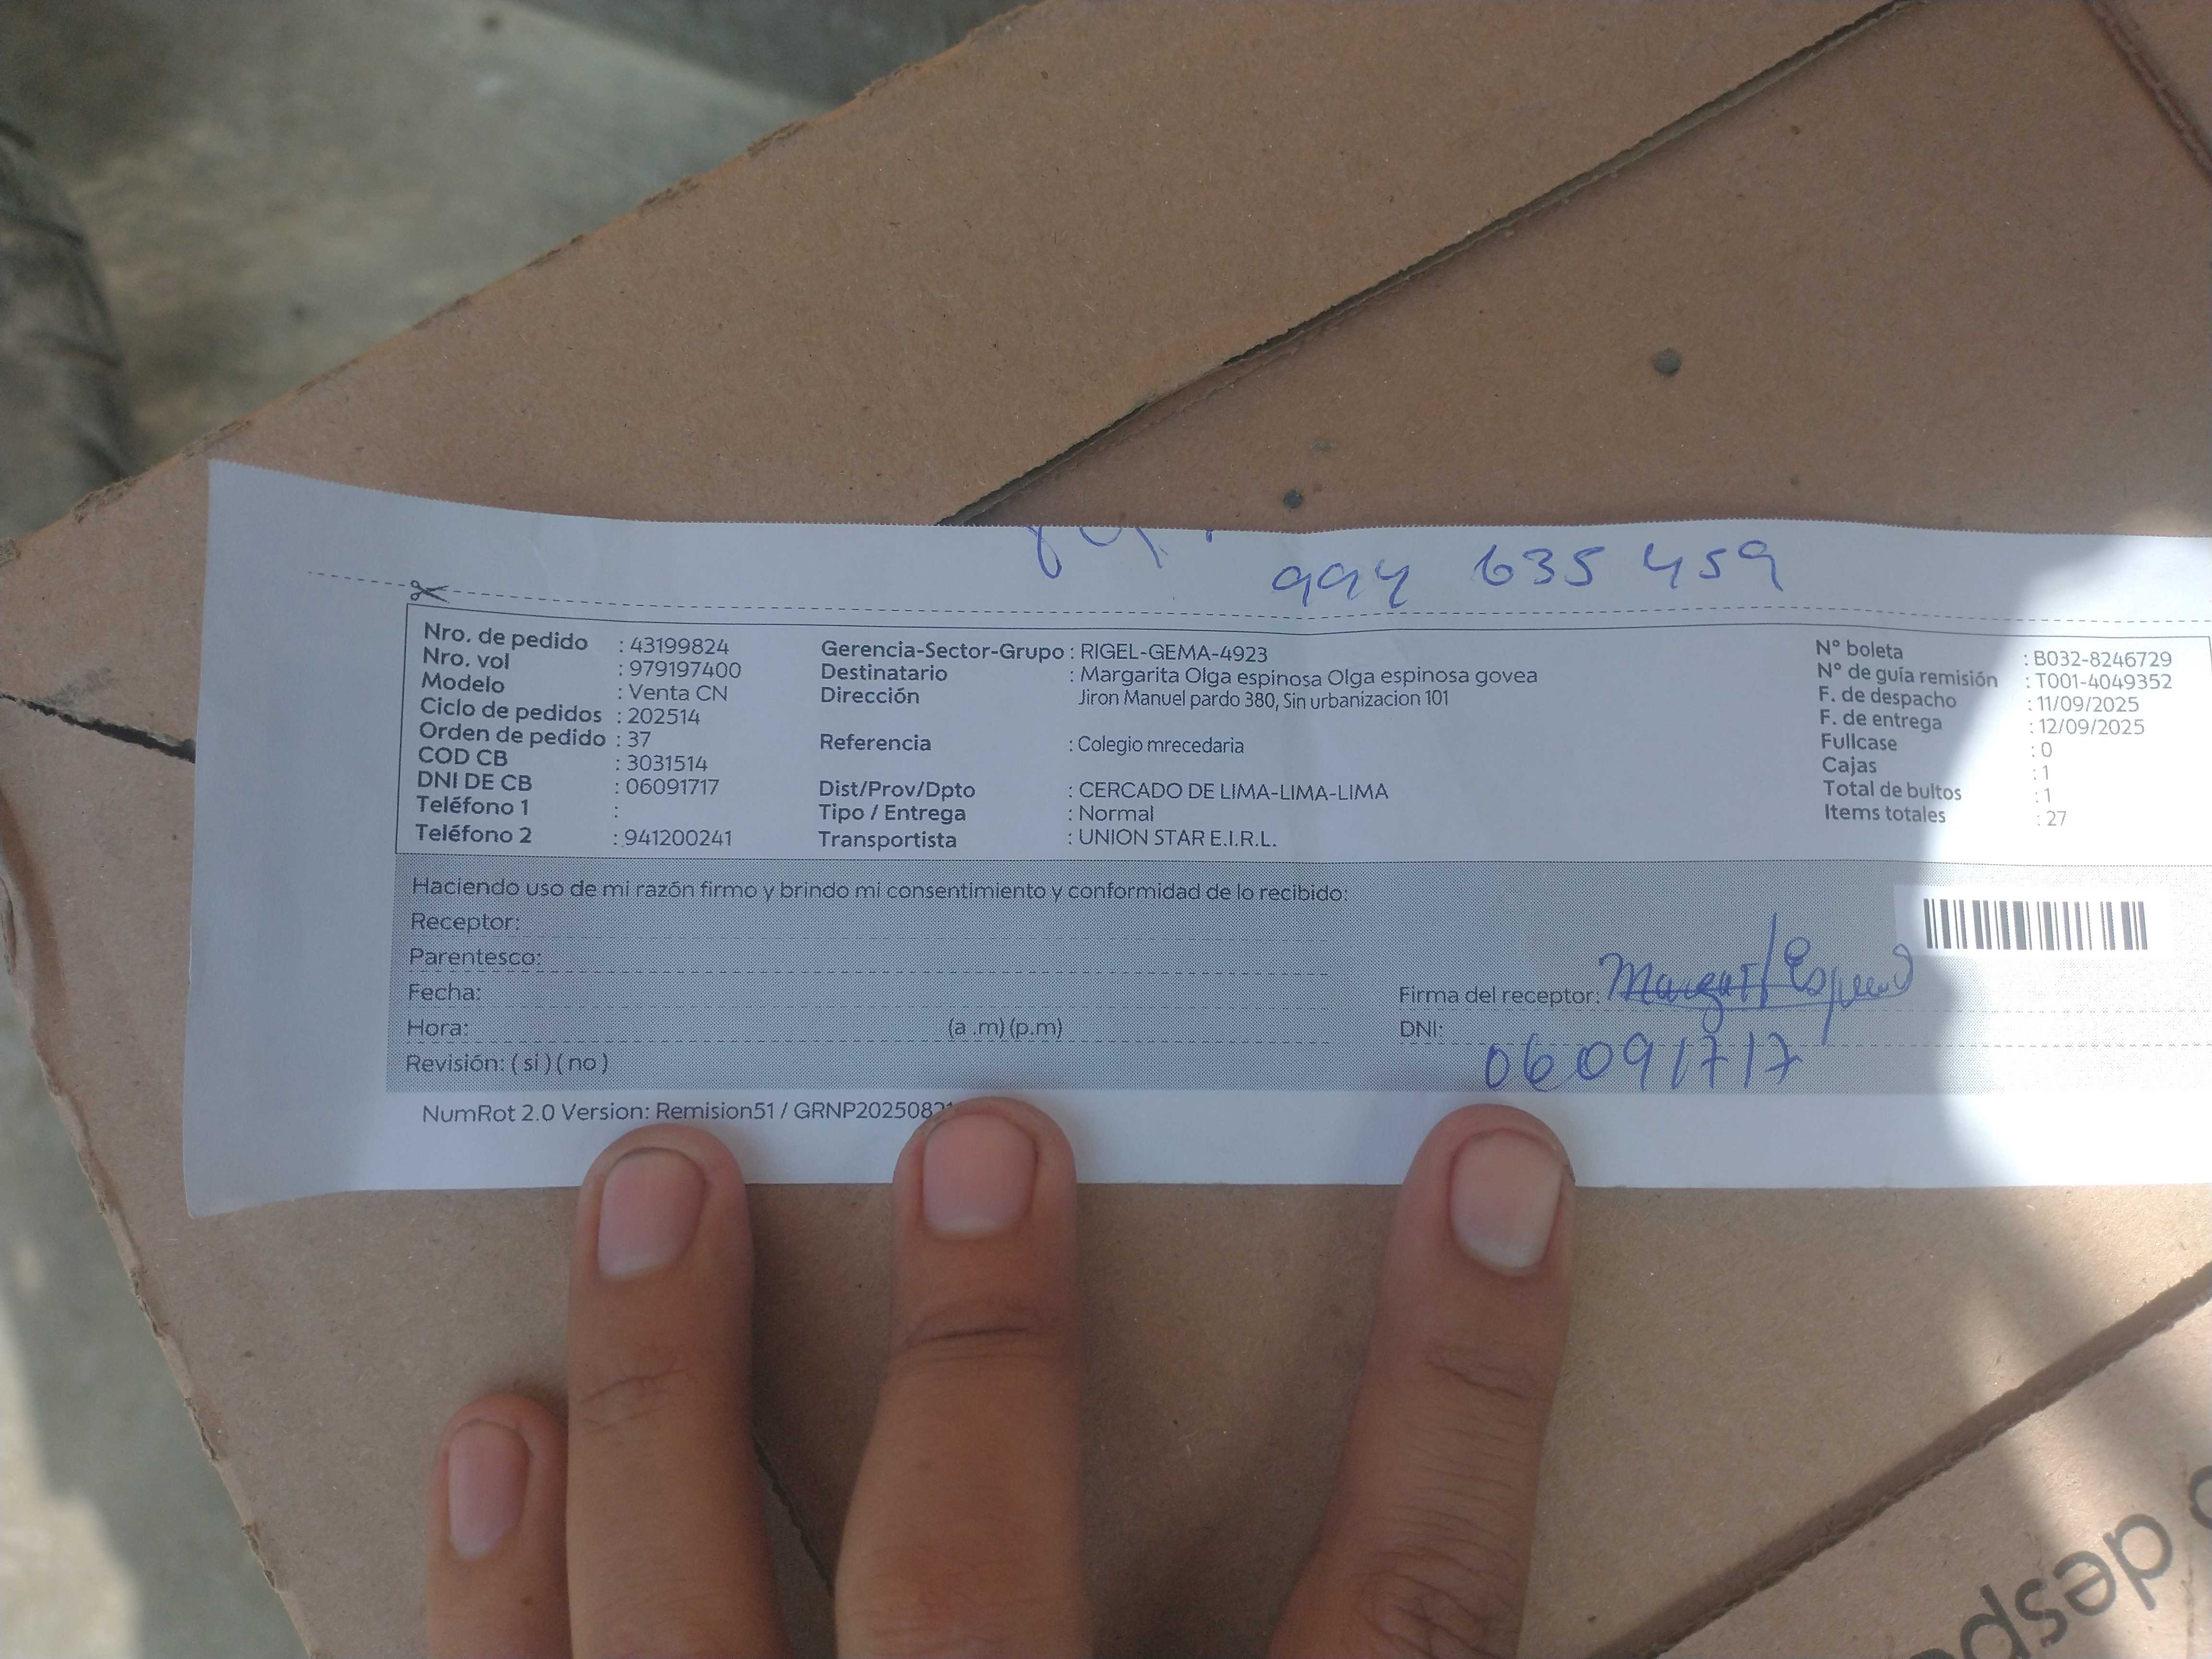 994 635 459
Nro. de pedido : 43199824
Nro. vol : 979197400
Modelo : Venta CN
Ciclo de pedidos : 202514
Orden de pedido : 37
COD CB : 3031514
DNI DE CB : 06091717
Teléfono 1 :
Teléfono 2 : 941200241
Gerencia-Sector-Grupo : RIGEL-GEMA-4923
Destinatario : Margarita Olga espinosa Olga espinosa govea
Dirección Jiron Manuel pardo 380, Sin urbanizacion 101
Referencia : Colegio mrecedaria
Dist/Prov/Dpto : CERCADO DE LIMA-LIMA-LIMA
Tipo / Entrega : Normal
Transportista : UNION STAR E.I.R.L.
N° boleta : B032-8246729
N° de guía remisión : T001-4049352
F. de despacho : 11/09/2025
F. de entrega : 12/09/2025
Fullcase : 0
Cajas : 1
Total de bultos : 1
Items totales : 27
Haciendo uso de mi razón firmo y brindo mi consentimiento y conformidad de lo recibido:
Receptor:
Parentesco:
Fecha:
Hora: (a .m) (p.m)
Revisión: ( si ) ( no )
Firma del receptor:
DNI:
06091717
NumRot 2.0 Version: Remision51 / GRNP202508
desp